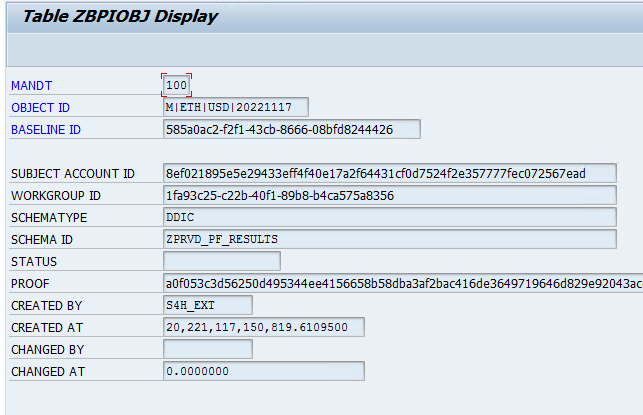 Table ZBPIOBJ Display
MANDT 100
OBJECT ID M|ETH|USD|20221117
BASELINE ID 585a0ac2-f2f1-43cb-8666-08bfd8244426
SUBJECT ACCOUNT ID 8ef021895e5e29433eff4f40e17a2f64431cf0d7524f2e357777fec072567ead
WORKGROUP ID 1fa93c25-c22b-40f1-89b8-b4ca575a8356
SCHEMATYPE DDIC
SCHEMA ID ZPRVD_PF_RESULTS
STATUS
PROOF a0f053c3d56250d495344ee4156658b58dba3af2bac416de3649719646d829e92043ac
CREATED BY S4H_EXT
CREATED AT 20,221,117,150,819.6109500
CHANGED BY
CHANGED AT 0.0000000